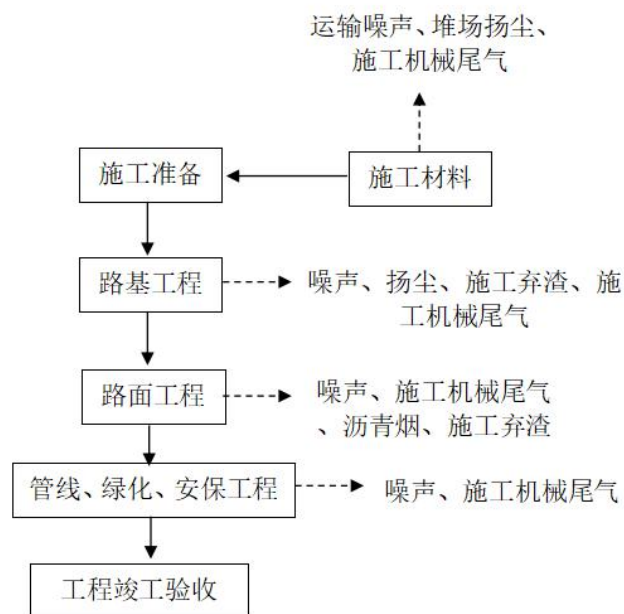 运输噪声、堆场扬尘、
施工机械尾气
施工准备
施工材料
路基工程
噪声、扬尘、施工弃渣、施
工机械尾气
路面工程
噪声、施工机械尾气
、沥青烟、施工弃渣
管线、绿化、安保工程
噪声、施工机械尾气
工程竣工验收